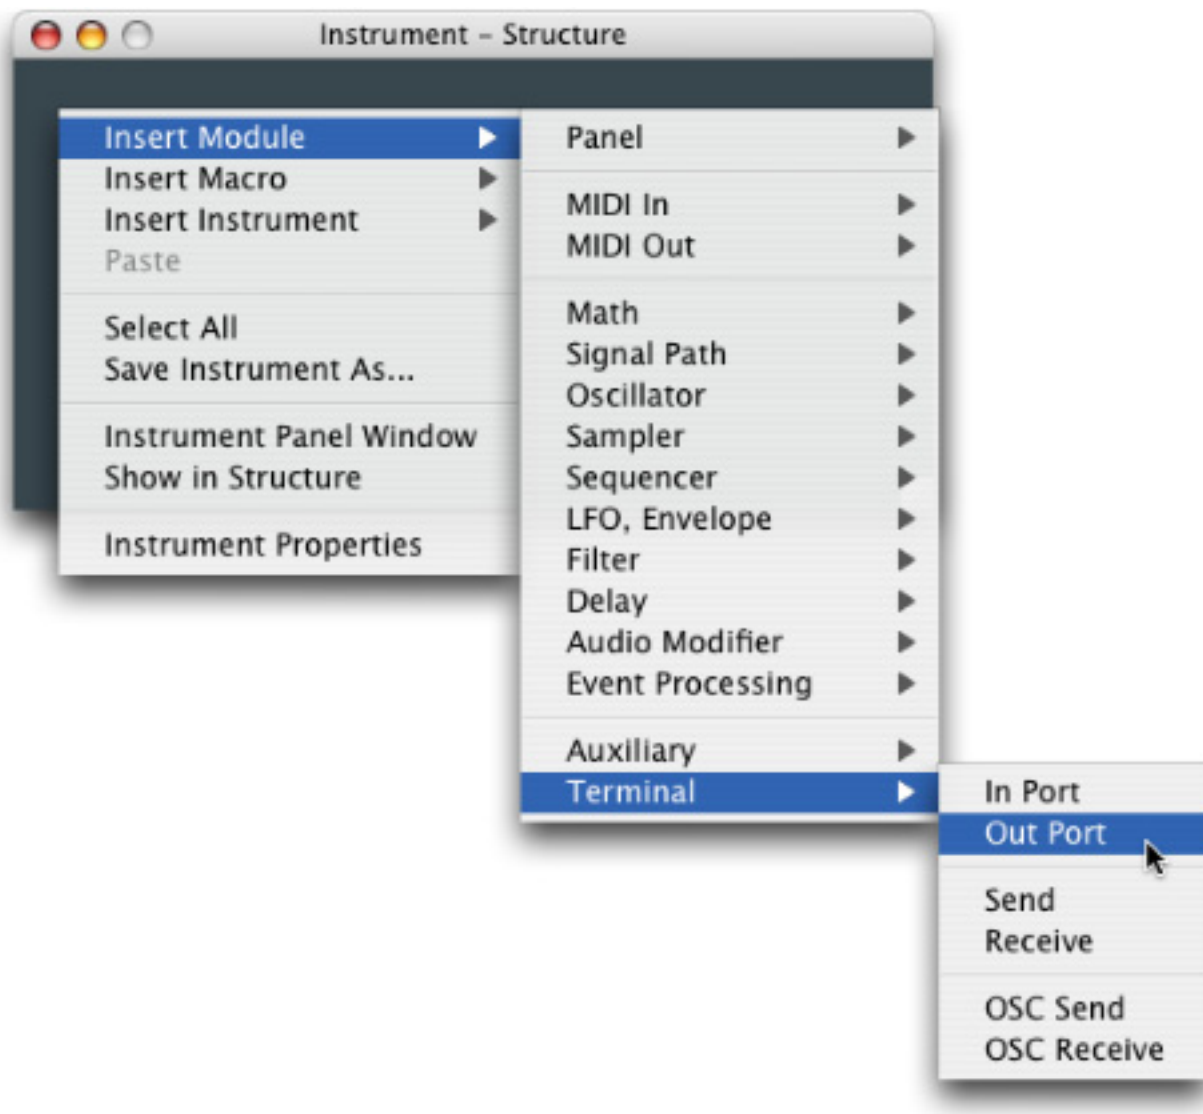 Instrument – Structure
Insert Module
Insert Macro
Insert Instrument
Paste
Select All
Save Instrument As...
Instrument Panel Window
Show in Structure
Instrument Properties
Panel
MIDI In
MIDI Out
Math
Signal Path
Oscillator
Sampler
Sequencer
LFO, Envelope
Filter
Delay
Audio Modifier
Event Processing
Auxiliary
Terminal
In Port
Out Port
Send
Receive
OSC Send
OSC Receive